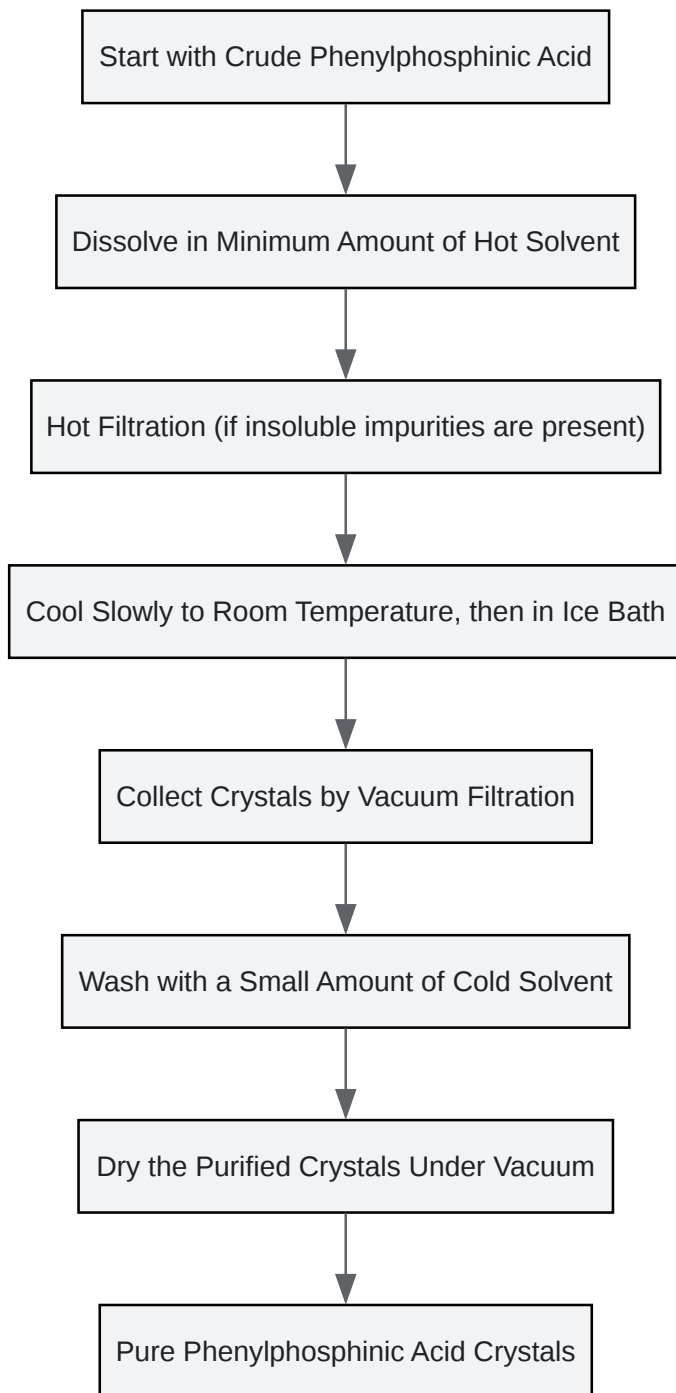 Start with Crude Phenylphosphinic Acid
Dissolve in Minimum Amount of Hot Solvent
Hot Filtration (if insoluble impurities are present)
Cool Slowly to Room Temperature, then in Ice Bath
Collect Crystals by Vacuum Filtration
Wash with a Small Amount of Cold Solvent
Dry the Purified Crystals Under Vacuum
Pure Phenylphosphinic Acid Crystals